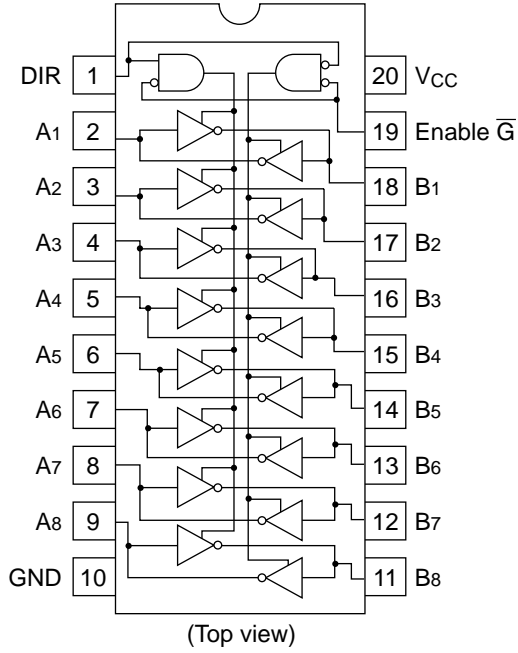 DIR 1 20 VCC
A1 2 19 Enable G̅
A2 3 18 B1
A3 4 17 B2
A4 5 16 B3
A5 6 15 B4
A6 7 14 B5
A7 8 13 B6
A8 9 12 B7
GND 10 11 B8
(Top view)